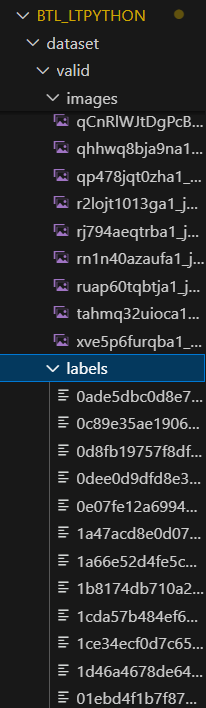 BTL_LTPYTHON
dataset
valid
images
qCnRlWJtDgPcB...
qhhwq8bja9na1...
qp478jqt0zha1_...
r2lojt1013ga1_j...
rj794aeqtrba1_j...
rn1n40azaufa1_j...
ruap60tqbtja1_j...
tahmq32uioca1...
xve5p6furqba1_...
labels
0ade5dbc0d8e7...
0c89e35ae1906...
0d8fb19757f8df...
0dee0d9dfd8e3...
0e07fe12a6994...
1a47acd8e0d07...
1a66e52d4fe5c...
1b8174db710a2...
1cda57b484ef6...
1ce34ecf0d7c65...
1d46a4678de64...
01ebd4f1b7f87...